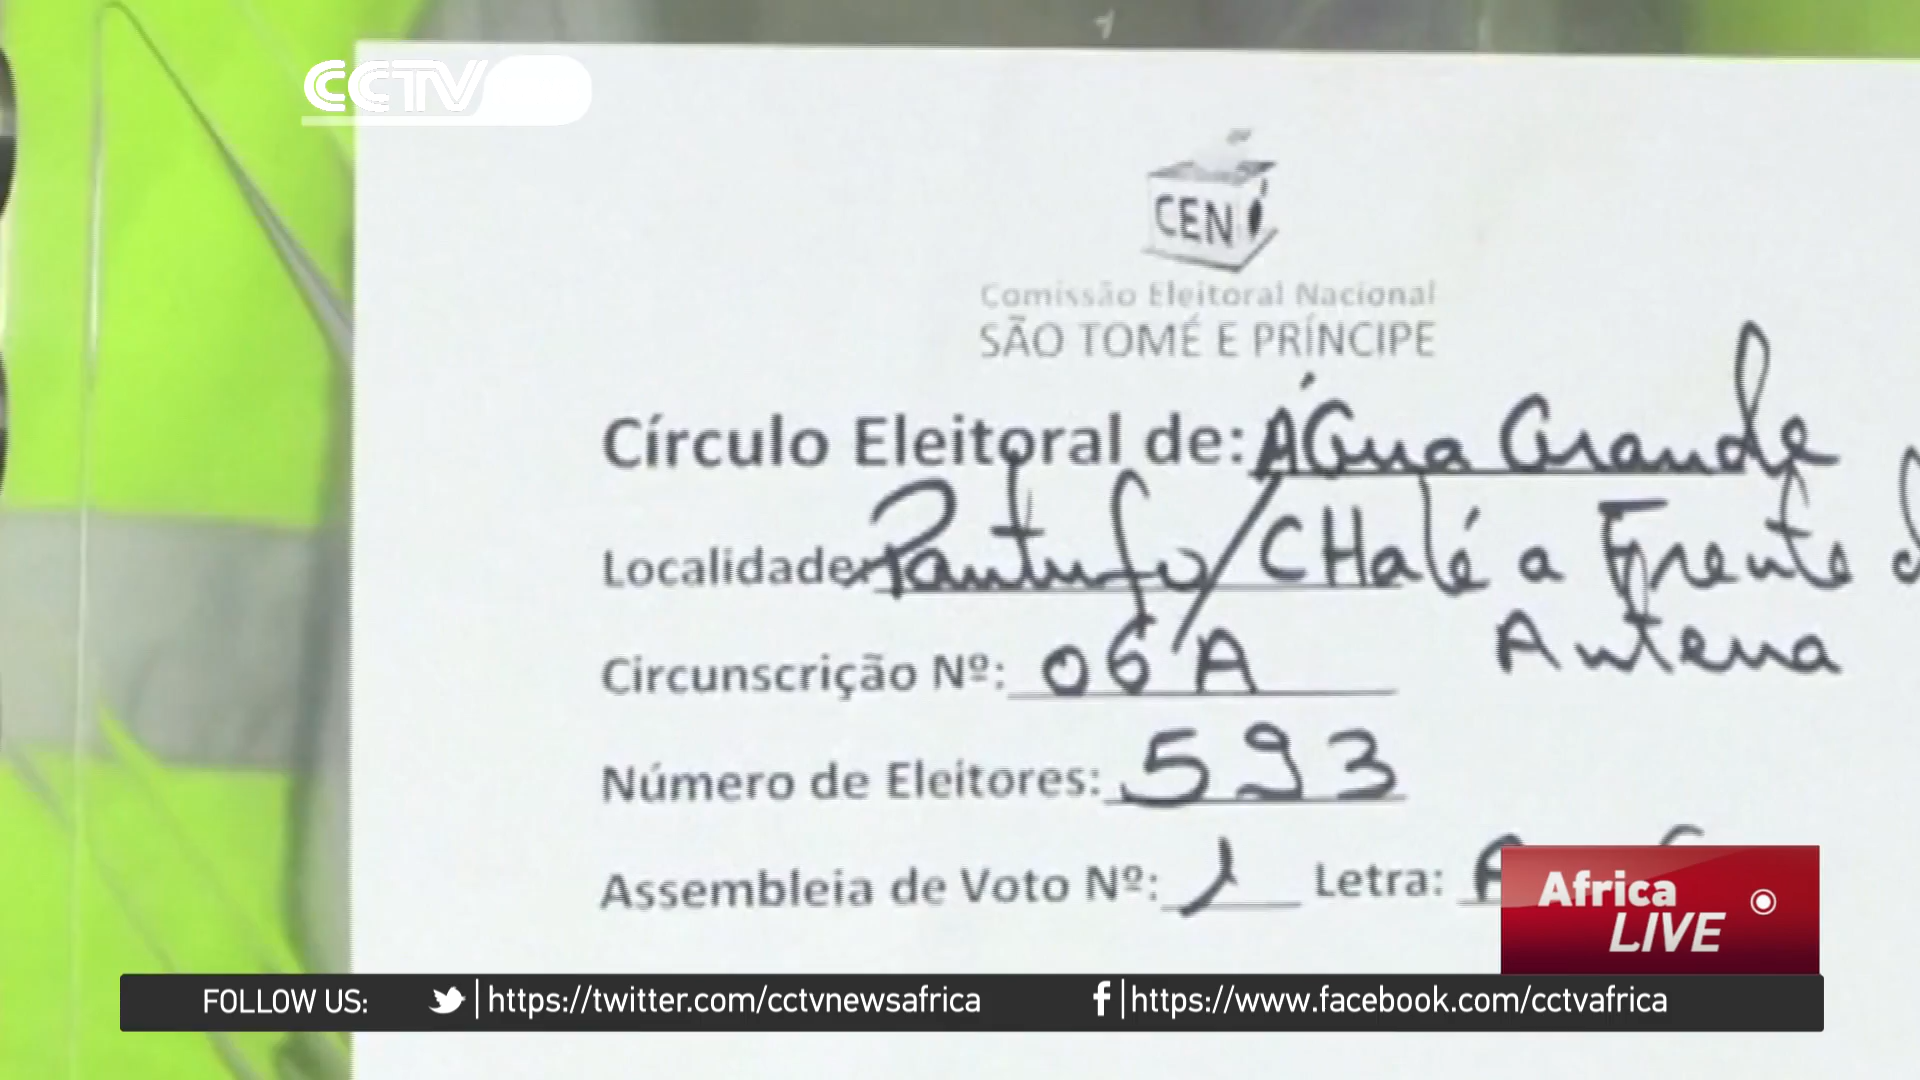 CCTV
CEN
Comissão Eleitoral Nacional
SÃO TOMÉ E PRÍNCIPE
Círculo Eleitoral de: Água Grande
Localidade: Pantufo/CHalé a Frente d
Antena
Circunscrição Nº: 06 A
Número de Eleitores: 593
Assembleia de Voto Nº: 1 Letra: A
Africa
LIVE
FOLLOW US: https://twitter.com/cctvnewsafrica https://www.facebook.com/cctvafrica